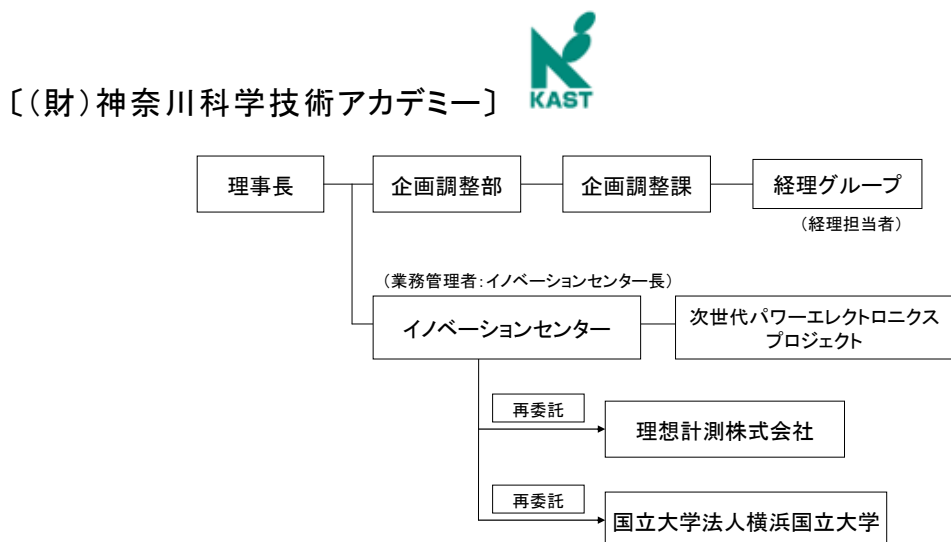 KAST
〔(財)神奈川科学技術アカデミー〕
理事長
企画調整部
企画調整課
経理グループ
(経理担当者)
(業務管理者:イノベーションセンター長)
イノベーションセンター
次世代パワーエレクトロニクス
プロジェクト
再委託
理想計測株式会社
再委託
国立大学法人横浜国立大学